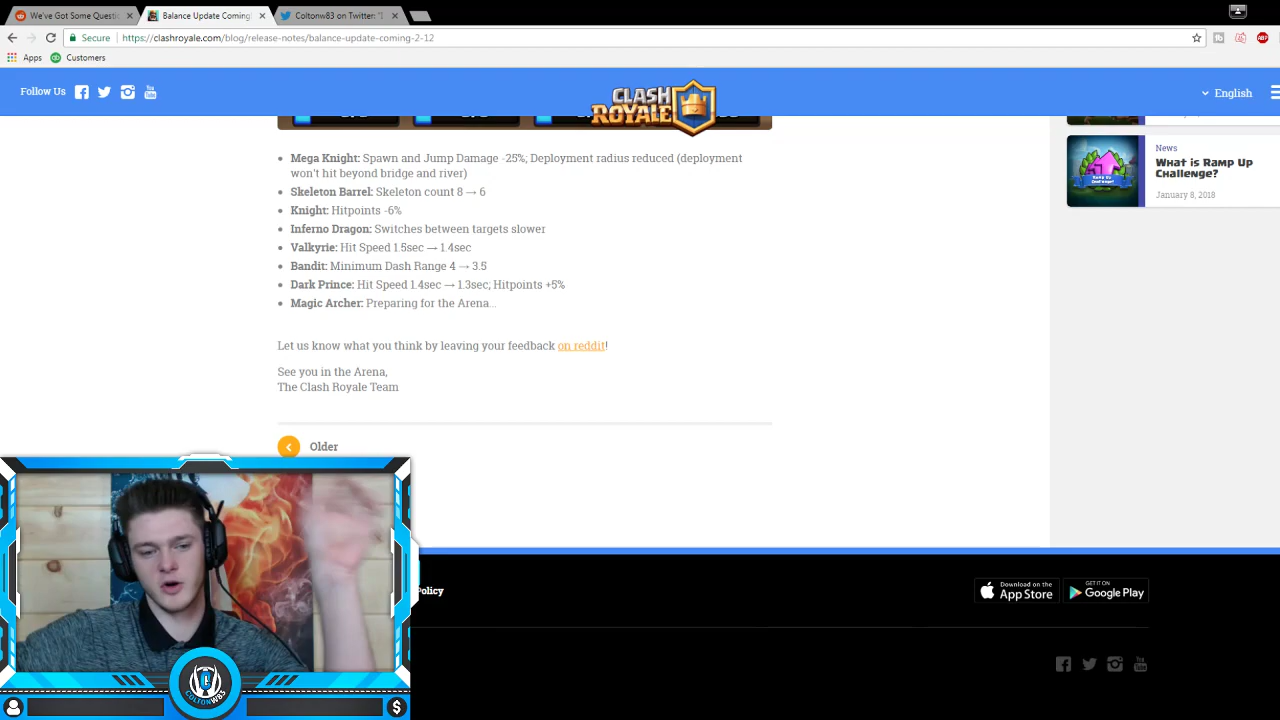 We've Got Some Questi
Balance Update Coming!
Coltonw83 on Twitter: "
Secure
https://clashroyale.com/blog/release-notes/balance-update-coming-2-12
ABP
Apps
Customers
Follow Us
CLASH
ROYALE
English
Mega Knight: Spawn and Jump Damage -25%; Deployment radius reduced (deployment
won't hit beyond bridge and river)
Skeleton Barrel: Skeleton count 8 → 6
Knight: Hitpoints -6%
Inferno Dragon: Switches between targets slower
Valkyrie: Hit Speed 1.5sec → 1.4sec
Bandit: Minimum Dash Range 4 → 3.5
Dark Prince: Hit Speed 1.4sec → 1.3sec; Hitpoints +5%
Magic Archer: Preparing for the Arena...
Let us know what you think by leaving your feedback on reddit!
See you in the Arena,
The Clash Royale Team
Older
News
What is Ramp Up
Challenge?
January 8, 2018
Policy
Download on the
App Store
GET IT ON
Google Play
COLTONW83
$